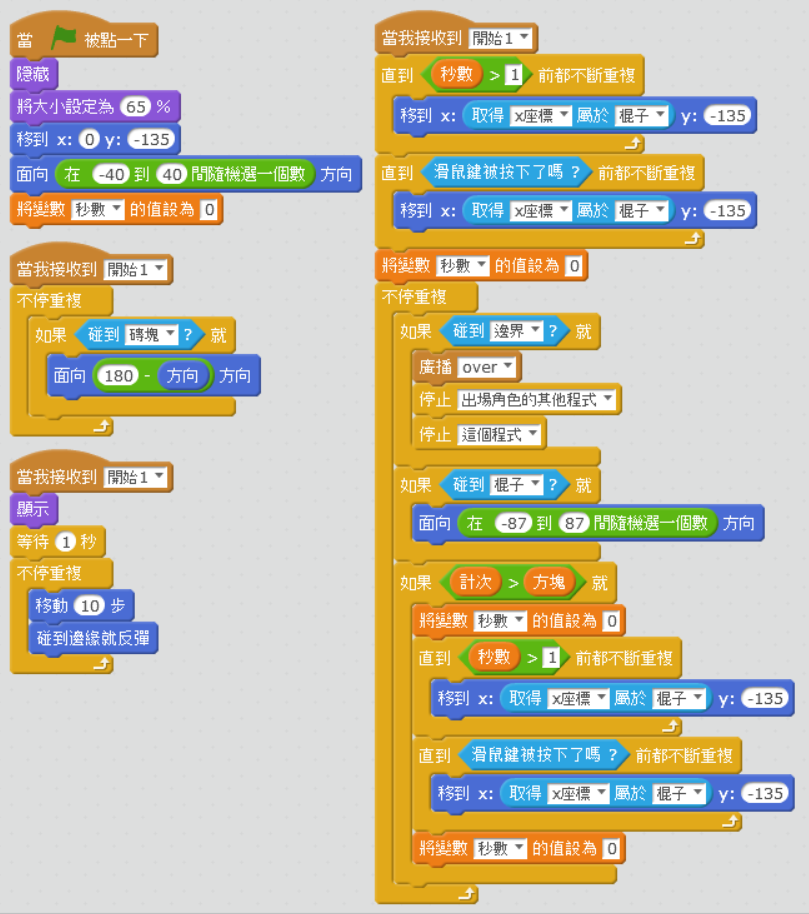 當 被點一下
隱藏
將大小設定為 65 %
移到 x: 0 y: -135
面向 在 -40 到 40 間隨機選一個數 方向
將變數 秒數 的值設為 0
當我接收到 開始1
不停重複
如果 碰到 磚塊 ? 就
面向 180 - 方向 方向
當我接收到 開始1
顯示
等待 1 秒
不停重複
移動 10 步
碰到邊緣就反彈
當我接收到 開始1
直到 秒數 > 1 前都不斷重複
移到 x: 取得 x座標 屬於 棍子 y: -135
直到 滑鼠鍵被按下了嗎 ? 前都不斷重複
移到 x: 取得 x座標 屬於 棍子 y: -135
將變數 秒數 的值設為 0
不停重複
如果 碰到 邊界 ? 就
廣播 over
停止 出場角色的其他程式
停止 這個程式
如果 碰到 棍子 ? 就
面向 在 -87 到 87 間隨機選一個數 方向
如果 計次 > 方塊 就
將變數 秒數 的值設為 0
直到 秒數 > 1 前都不斷重複
移到 x: 取得 x座標 屬於 棍子 y: -135
直到 滑鼠鍵被按下了嗎 ? 前都不斷重複
移到 x: 取得 x座標 屬於 棍子 y: -135
將變數 秒數 的值設為 0